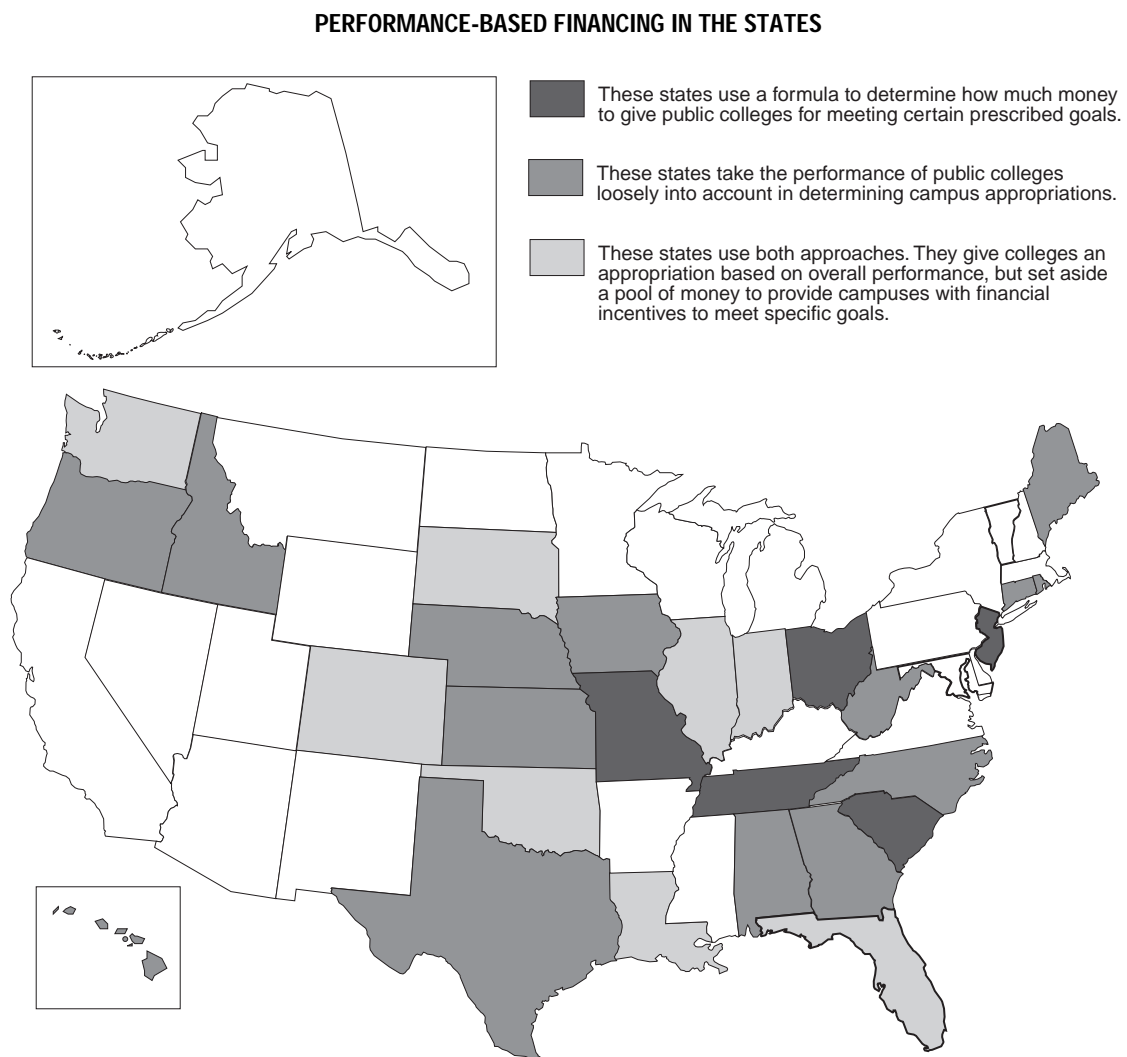 PERFORMANCE-BASED FINANCING IN THE STATES
These states use a formula to determine how much money
to give public colleges for meeting certain prescribed goals.
These states take the performance of public colleges
loosely into account in determining campus appropriations.
These states use both approaches. They give colleges an
appropriation based on overall performance, but set aside
a pool of money to provide campuses with financial
incentives to meet specific goals.